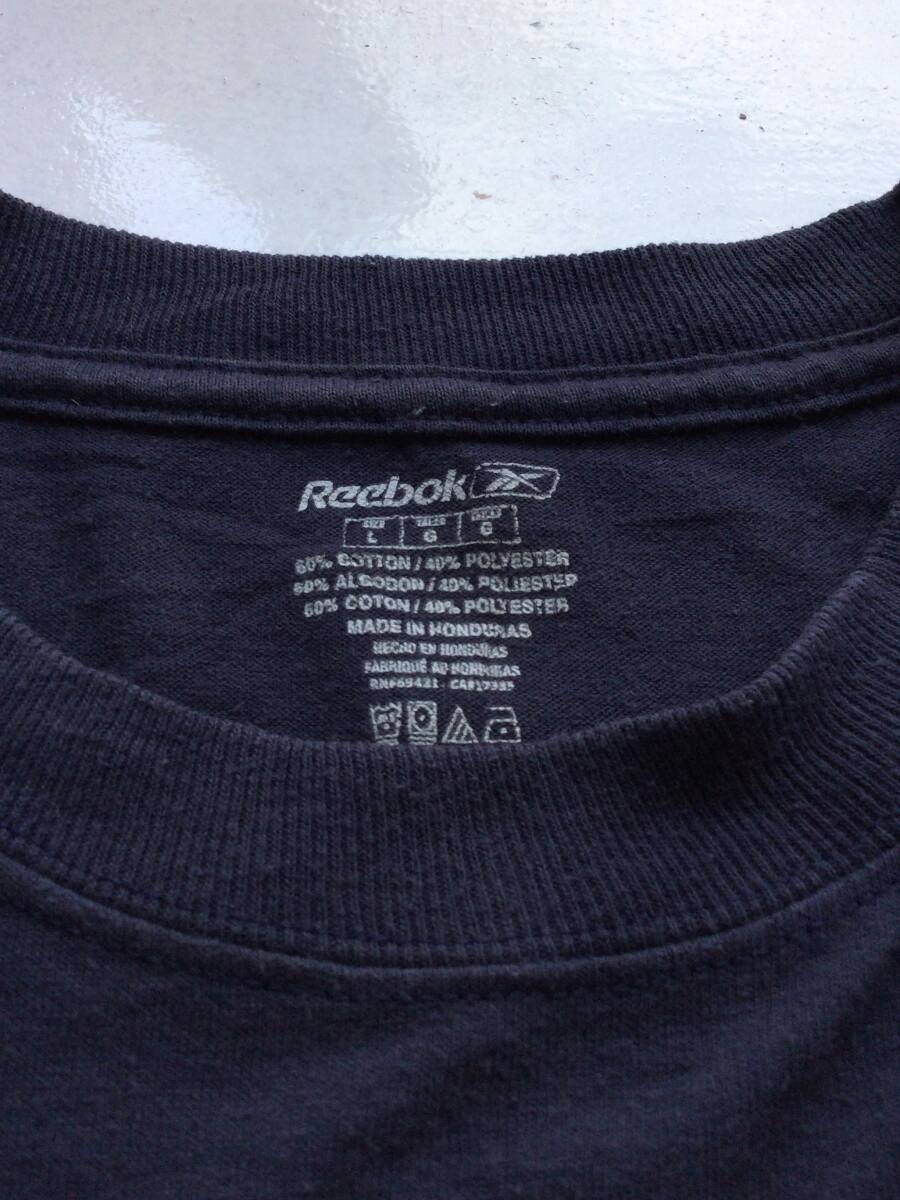 Reebok
SIZE TALLA TAILLE
L G G
60% COTTON / 40% POLYESTER
60% ALGODON / 40% POLIESTER
60% COTON / 40% POLYESTER
MADE IN HONDURAS
HECHO EN HONDURAS
FABRIQUÉ AU HONDURAS